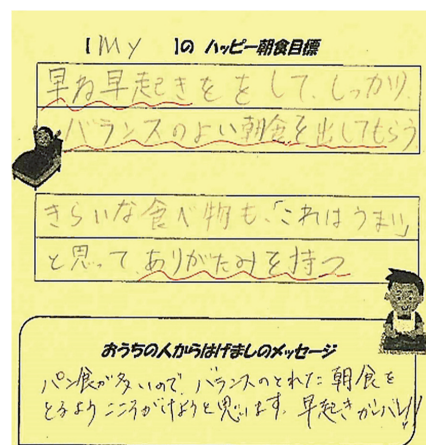 【My 】の ハッピー朝食目標
早ね早起きををして、しっかり
バランスのよい朝食を出してもらう
きらいな食べ物も、「これはうまい」
と思って、ありがたみを持つ
おうちの人からはげましのメッセージ
パン食が多いので、バランスのとれた朝食を
とるようこころがけようと思います。早起きガンバレ!!